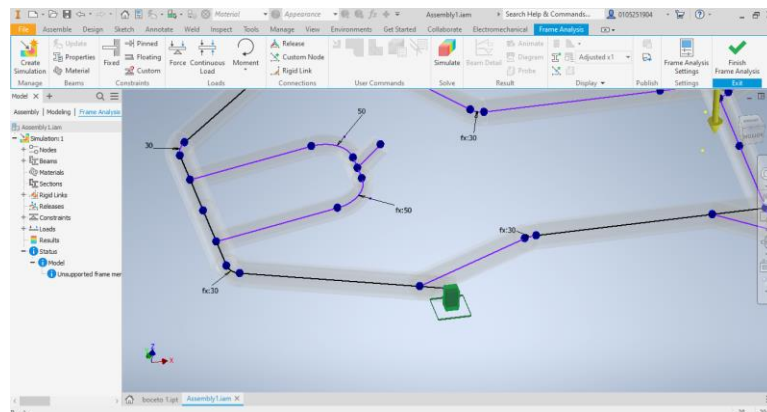 Material
Appearance
Assembly1.iam
Search Help & Commands...
0105251904
File Assemble Design Sketch Annotate Weld Inspect Tools Manage View Environments Get Started Collaborate Electromechanical Frame Analysis
Create Simulation
Update
Properties
Material
Fixed
Pinned
Floating
Custom
Force
Continuous Load
Moment
Release
Custom Node
Rigid Link
Simulate
Beam Detail
Animate
Diagram
Probe
Adjusted x1
Frame Analysis Settings
Finish Frame Analysis
Manage Beams Constraints Loads Connections User Commands Solve Result Display Publish Settings Exit
Model
Assembly | Modeling | Frame Analysis
Assembly1.iam
Simulation:1
Nodes
Beams
Materials
Sections
Rigid Links
Releases
Constraints
Loads
Results
Status
Model
Unsupported frame mer
50
30
fx:30
fx:50
fx:30
fx:30
Z
X
boceto 1.ipt Assembly1.iam